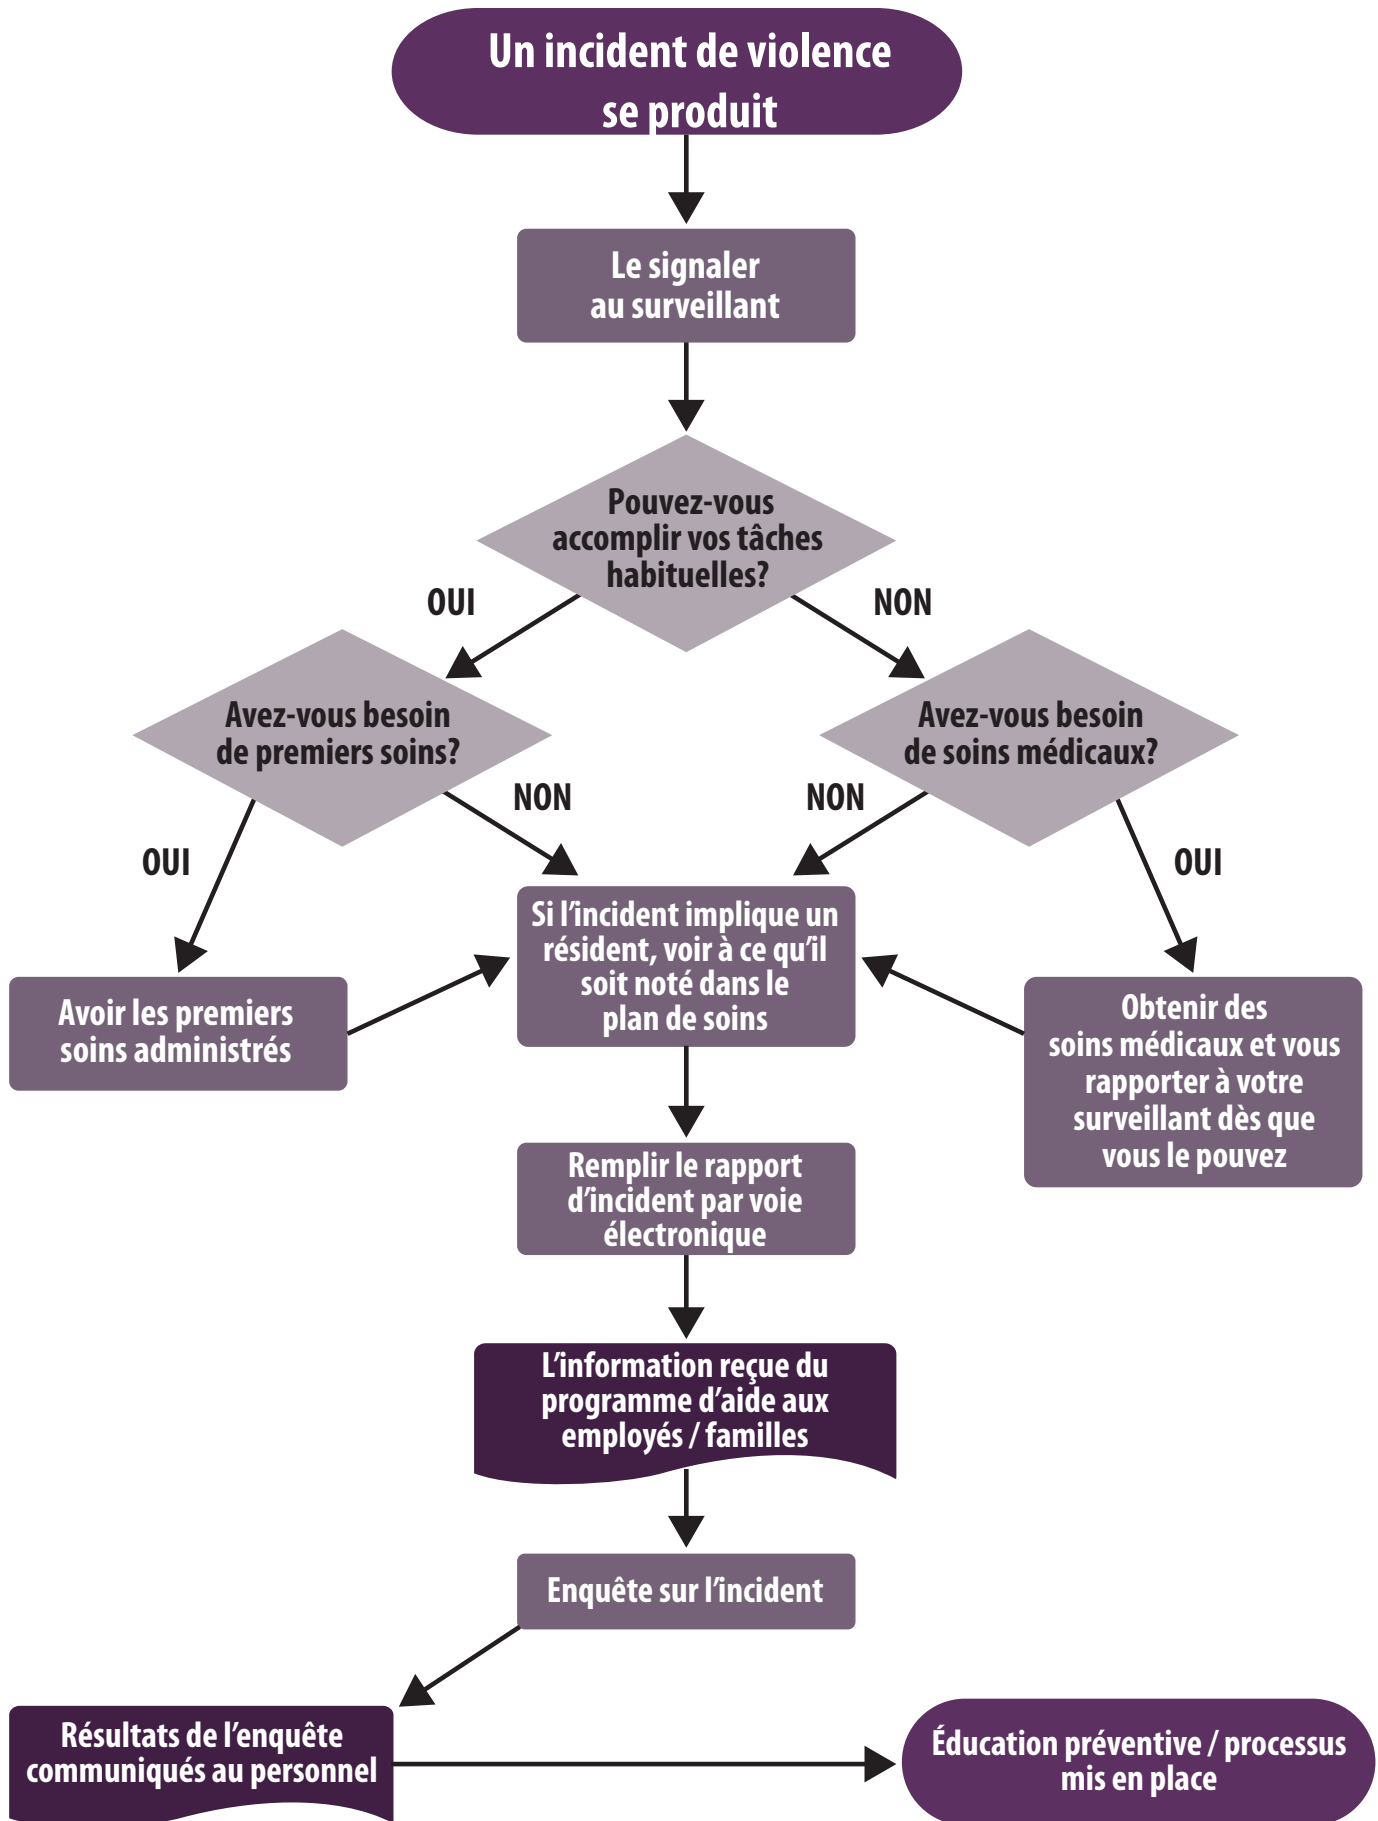 Un incident de violence
se produit
Le signaler
au surveillant
Pouvez-vous
accomplir vos tâches
habituelles?
OUI
NON
Avez-vous besoin
de premiers soins?
Avez-vous besoin
de soins médicaux?
NON
NON
OUI
OUI
Si l’incident implique un
résident, voir à ce qu’il
soit noté dans le
plan de soins
Avoir les premiers
soins administrés
Obtenir des
soins médicaux et vous
rapporter à votre
surveillant dès que
vous le pouvez
Remplir le rapport
d’incident par voie
électronique
L’information reçue du
programme d’aide aux
employés / familles
Enquête sur l’incident
Résultats de l’enquête
communiqués au personnel
Éducation préventive / processus
mis en place